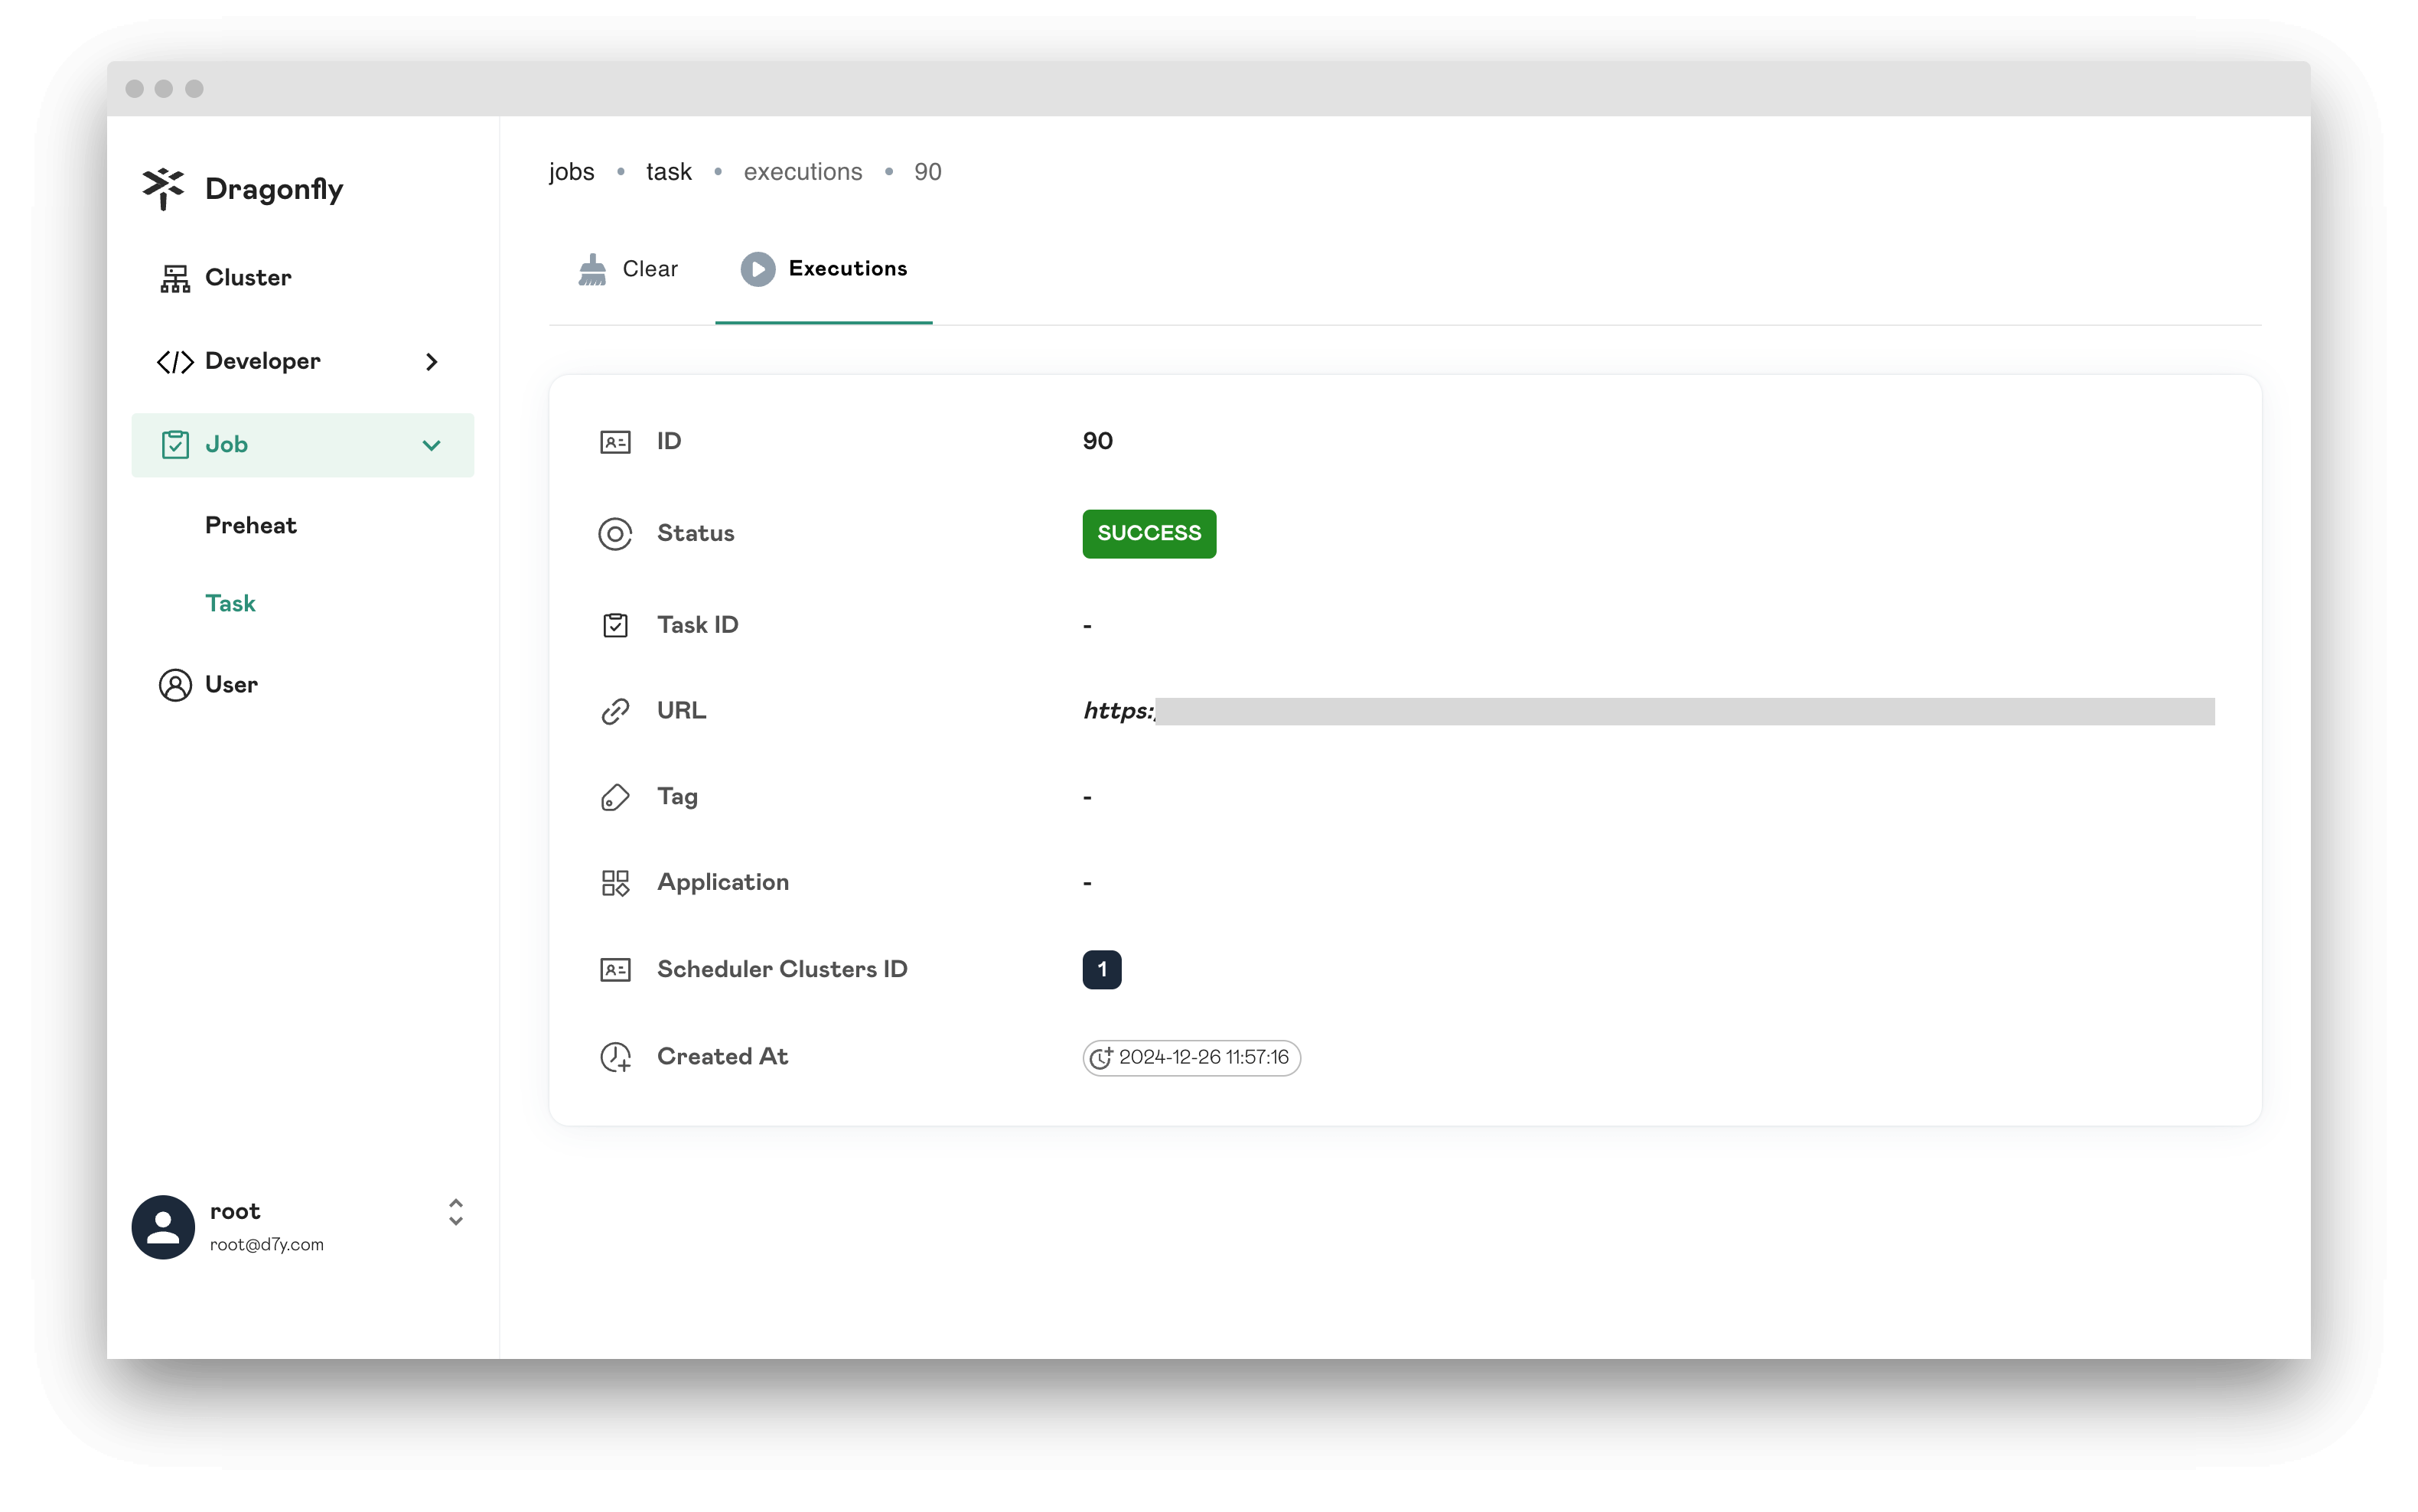 Dragonfly
Cluster
Developer
Job
Preheat
Task
User
root
root@d7y.com
jobs • task • executions • 90
Clear
Executions
ID 90
Status SUCCESS
Task ID -
URL https:
Tag -
Application -
Scheduler Clusters ID 1
Created At 2024-12-26 11:57:16